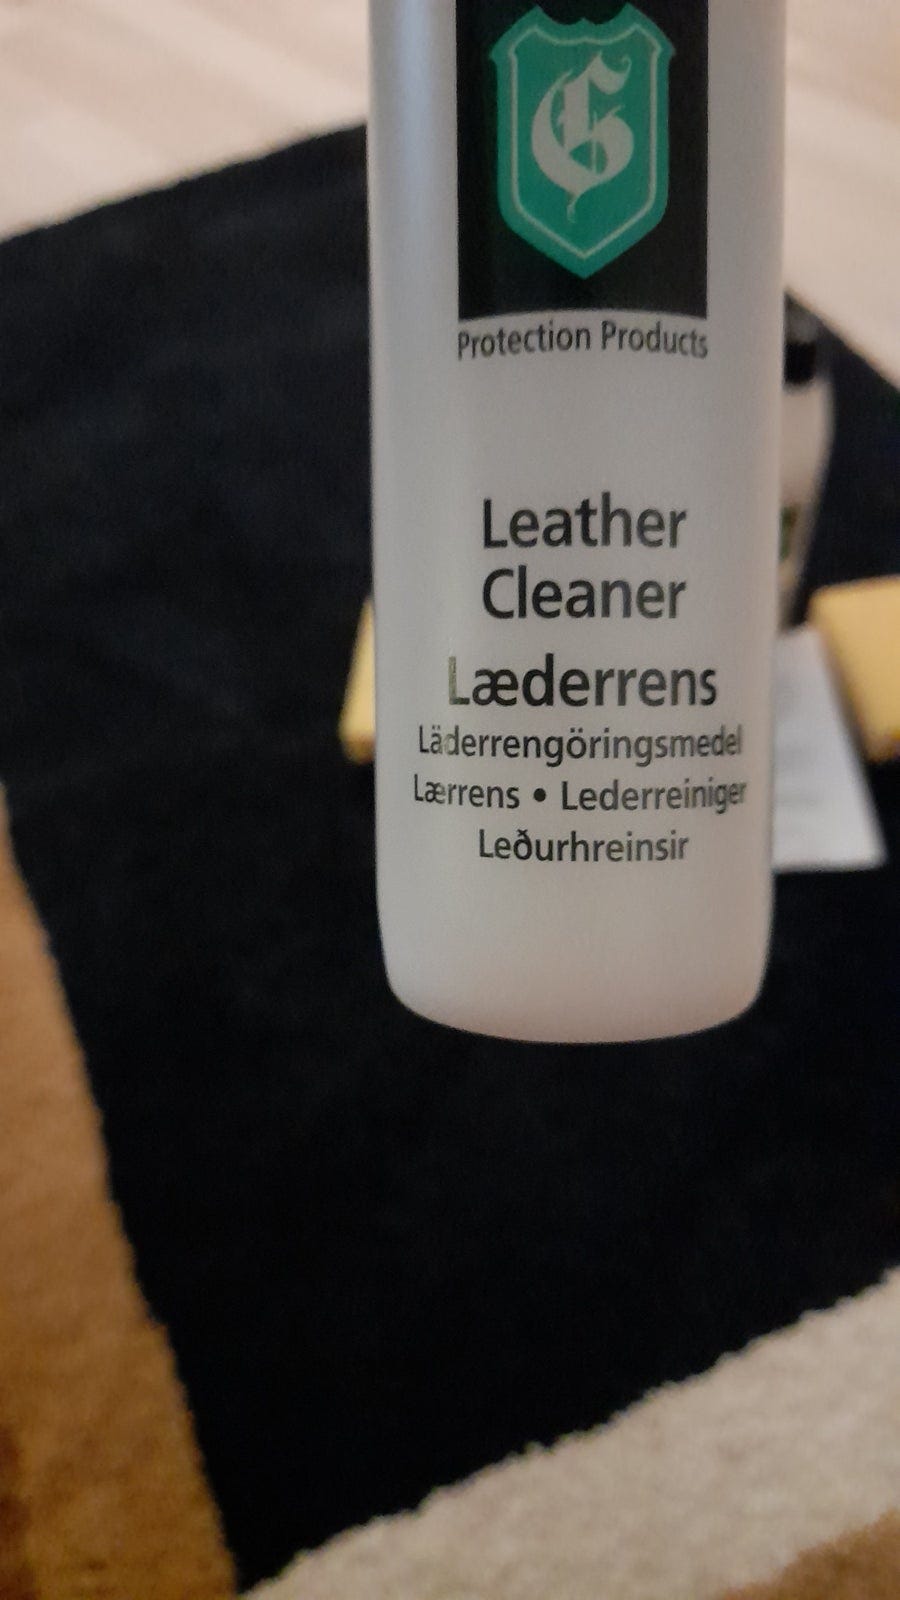 G
Protection Products
Leather
Cleaner
Læderrens
Läderrengöringsmedel
Lærrens • Lederreiniger
Leðurhreinsir